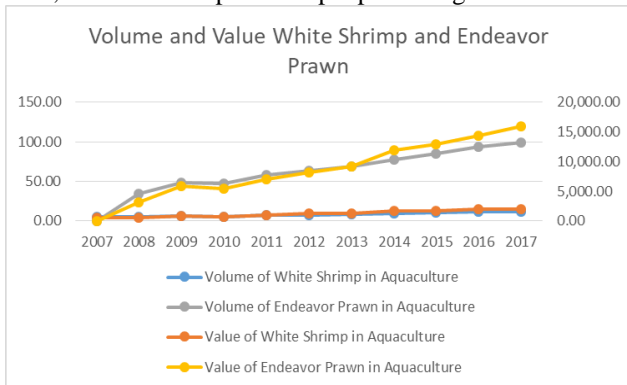 Volume and Value White Shrimp and Endeavor
Prawn
150.00 20,000.00
100.00 15,000.00
10,000.00
50.00 5,000.00
0.00 0.00
2007 2008 2009 2010 2011 2012 2013 2014 2015 2016 2017
Volume of White Shrimp in Aquaculture
Volume of Endeavor Prawn in Aquaculture
Value of White Shrimp in Aquaculture
Value of Endeavor Prawn in Aquaculture